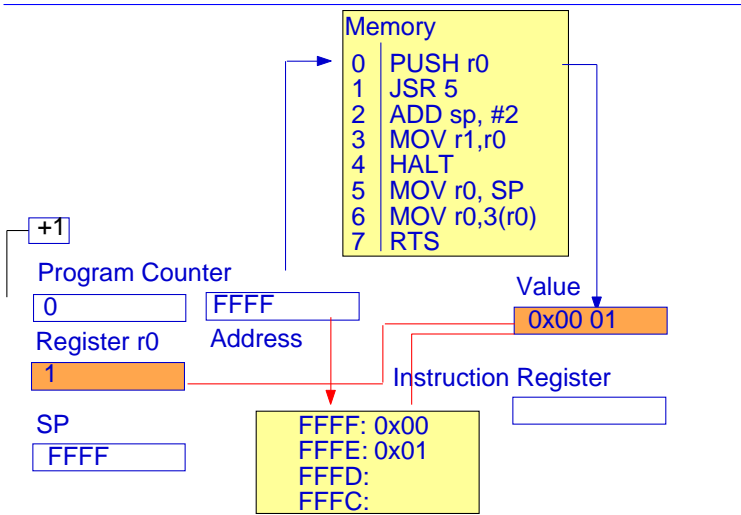 Memory
0 PUSH r0
1 JSR 5
2 ADD sp, #2
3 MOV r1,r0
4 HALT
5 MOV r0, SP
6 MOV r0,3(r0)
7 RTS
+1
Program Counter
0
FFFF
Address
Value
0x00 01
Register r0
1
Instruction Register
SP
FFFF
FFFF: 0x00
FFFE: 0x01
FFFD:
FFFC: